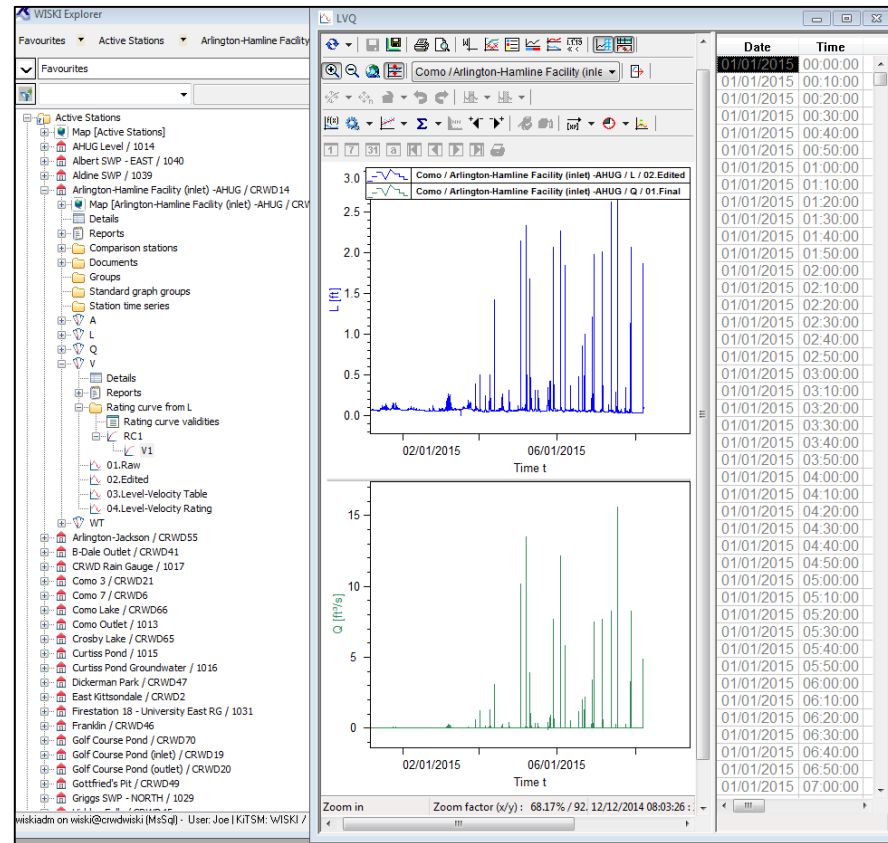 WISKI Explorer
Favourites Active Stations Arlington-Hamline Facility
Favourites
Active Stations
Map [Active Stations]
AHUG Level / 1014
Albert SWP - EAST / 1040
Aldine SWP / 1039
Arlington-Hamline Facility (inlet) -AHUG / CRWD14
Map [Arlington-Hamline Facility (inlet) -AHUG / CRW
Details
Reports
Comparison stations
Documents
Groups
Standard graph groups
Station time series
A
L
Q
V
Details
Reports
Rating curve from L
Rating curve validities
RC1
V1
01.Raw
02.Edited
03.Level-Velocity Table
04.Level-Velocity Rating
WT
Arlington-Jackson / CRWD55
B-Dale Outlet / CRWD41
CRWD Rain Gauge / 1017
Como 3 / CRWD21
Como 7 / CRWD6
Como Lake / CRWD66
Como Outlet / 1013
Crosby Lake / CRWD65
Curtiss Pond / 1015
Curtiss Pond Groundwater / 1016
Dickerman Park / CRWD47
East Kittsondale / CRWD2
Firestation 18 - University East RG / 1031
Franklin / CRWD46
Golf Course Pond / CRWD70
Golf Course Pond (inlet) / CRWD19
Golf Course Pond (outlet) / CRWD20
Gottfried's Pit / CRWD49
Griggs SWP - NORTH / 1029
wiskiadm on wiski@crwdwiski (MsSql) - User: Joe | KiTSM: WISKI /
LVQ
Como / Arlington-Hamline Facility (inle
1 7 31 a
Como / Arlington-Hamline Facility (inlet) -AHUG / L / 02.Edited
Como / Arlington-Hamline Facility (inlet) -AHUG / Q / 01.Final
3.0
2.5
2.0
1.5
1.0
0.5
0.0
L [ft]
02/01/2015 06/01/2015
Time t
15
10
5
0
Q [ft³/s]
02/01/2015 06/01/2015
Time t
Zoom in Zoom factor (x/y) : 68.17% / 92. 12/12/2014 08:03:26 :
Date Time
01/01/2015 00:00:00
01/01/2015 00:10:00
01/01/2015 00:20:00
01/01/2015 00:30:00
01/01/2015 00:40:00
01/01/2015 00:50:00
01/01/2015 01:00:00
01/01/2015 01:10:00
01/01/2015 01:20:00
01/01/2015 01:30:00
01/01/2015 01:40:00
01/01/2015 01:50:00
01/01/2015 02:00:00
01/01/2015 02:10:00
01/01/2015 02:20:00
01/01/2015 02:30:00
01/01/2015 02:40:00
01/01/2015 02:50:00
01/01/2015 03:00:00
01/01/2015 03:10:00
01/01/2015 03:20:00
01/01/2015 03:30:00
01/01/2015 03:40:00
01/01/2015 03:50:00
01/01/2015 04:00:00
01/01/2015 04:10:00
01/01/2015 04:20:00
01/01/2015 04:30:00
01/01/2015 04:40:00
01/01/2015 04:50:00
01/01/2015 05:00:00
01/01/2015 05:10:00
01/01/2015 05:20:00
01/01/2015 05:30:00
01/01/2015 05:40:00
01/01/2015 05:50:00
01/01/2015 06:00:00
01/01/2015 06:10:00
01/01/2015 06:20:00
01/01/2015 06:30:00
01/01/2015 06:40:00
01/01/2015 06:50:00
01/01/2015 07:00:00